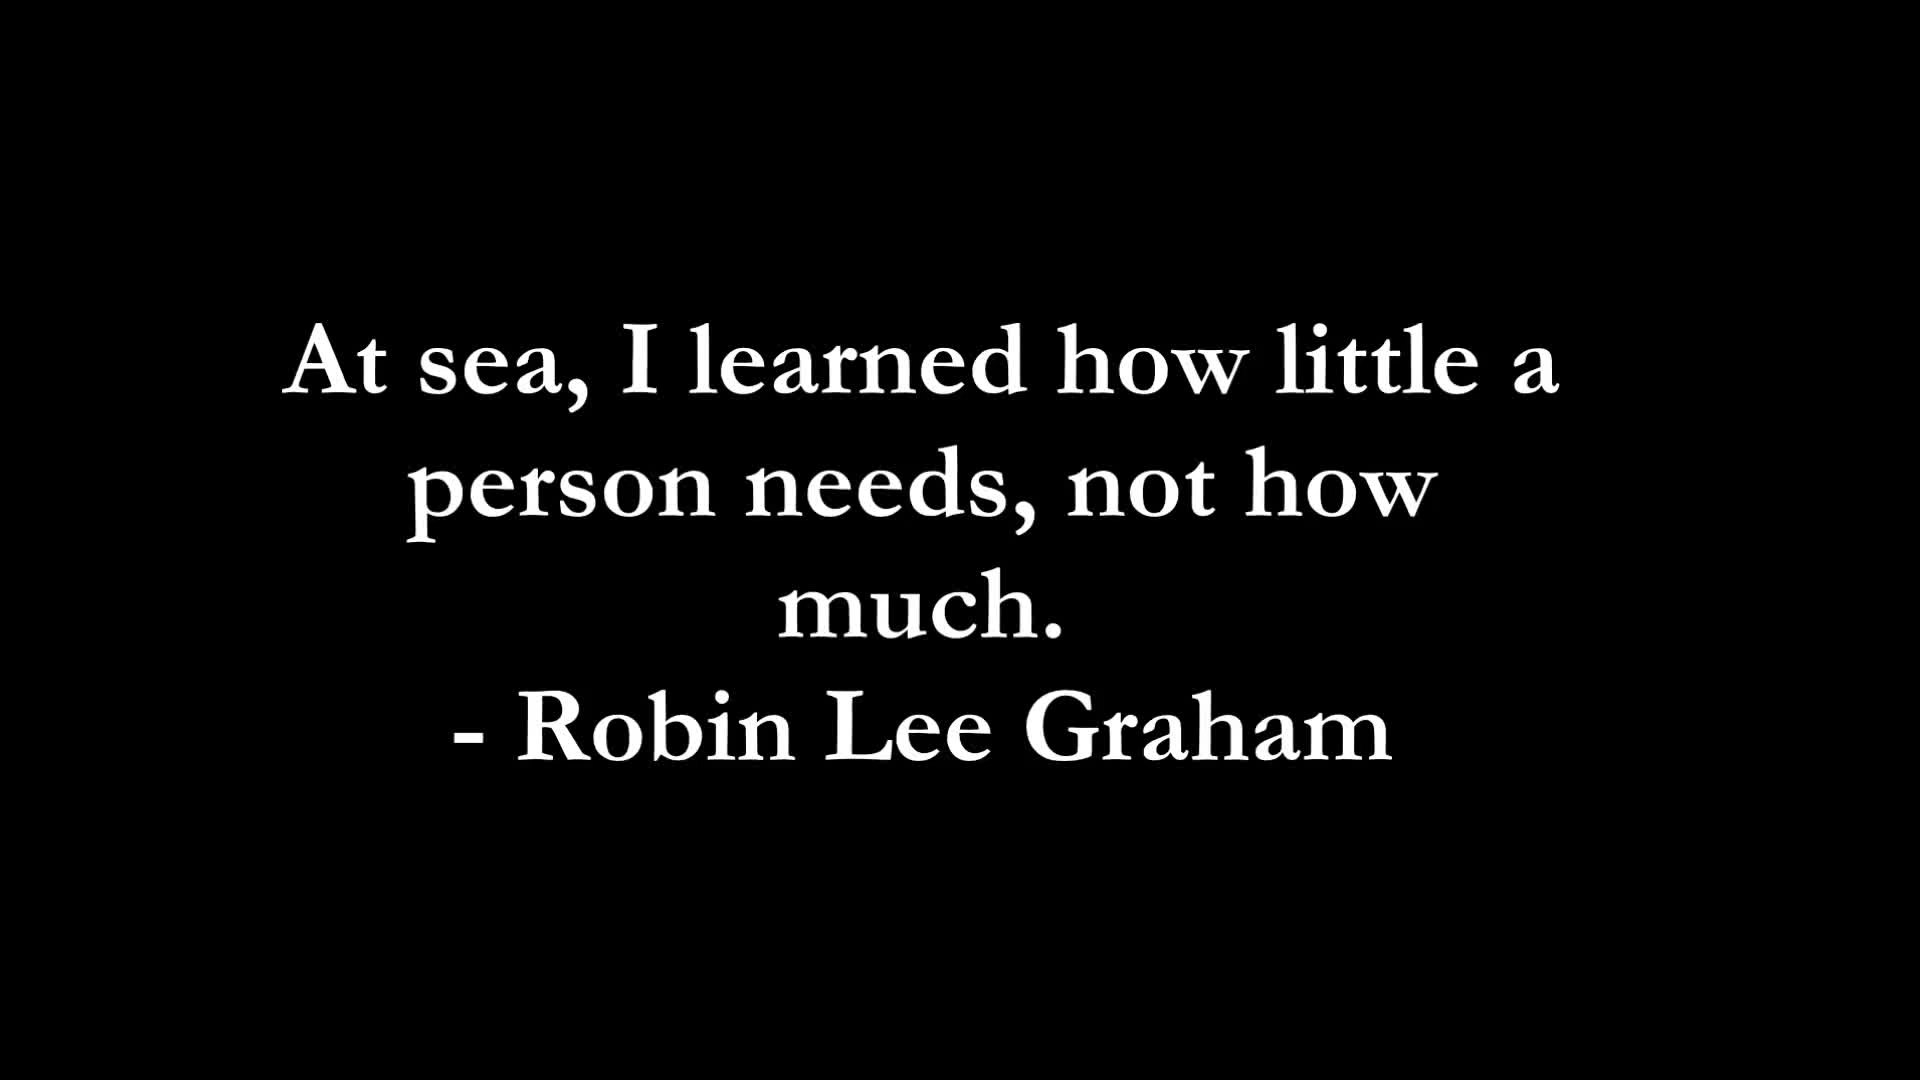 At sea, I learned how little a
person needs, not how
much.
- Robin Lee Graham